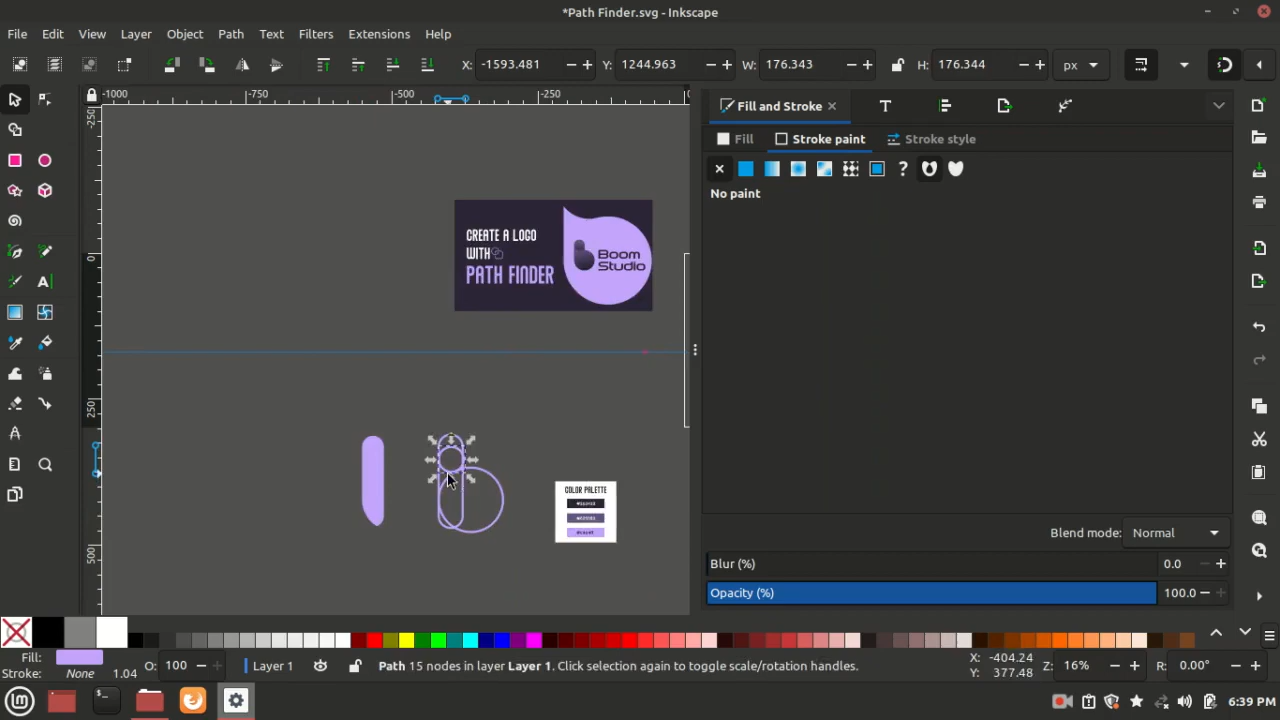 *Path Finder.svg - Inkscape
File Edit View Layer Object Path Text Filters Extensions Help
X: -1593.481 Y: 1244.963 W: 176.343 H: 176.344 px
-1000 -750 -500 -250
Fill and Stroke
Fill Stroke paint Stroke style
No paint
CREATE A LOGO
WITH
PATH FINDER
Boom
Studio
COLOR PALETTE
Blend mode: Normal
Blur (%) 0.0
Opacity (%) 100.0
Fill:
Stroke: None 1.04
O: 100
Layer 1
Path 15 nodes in layer Layer 1. Click selection again to toggle scale/rotation handles.
X: -404.24
Y: 377.48
Z: 16%
R: 0.00°
6:39 PM